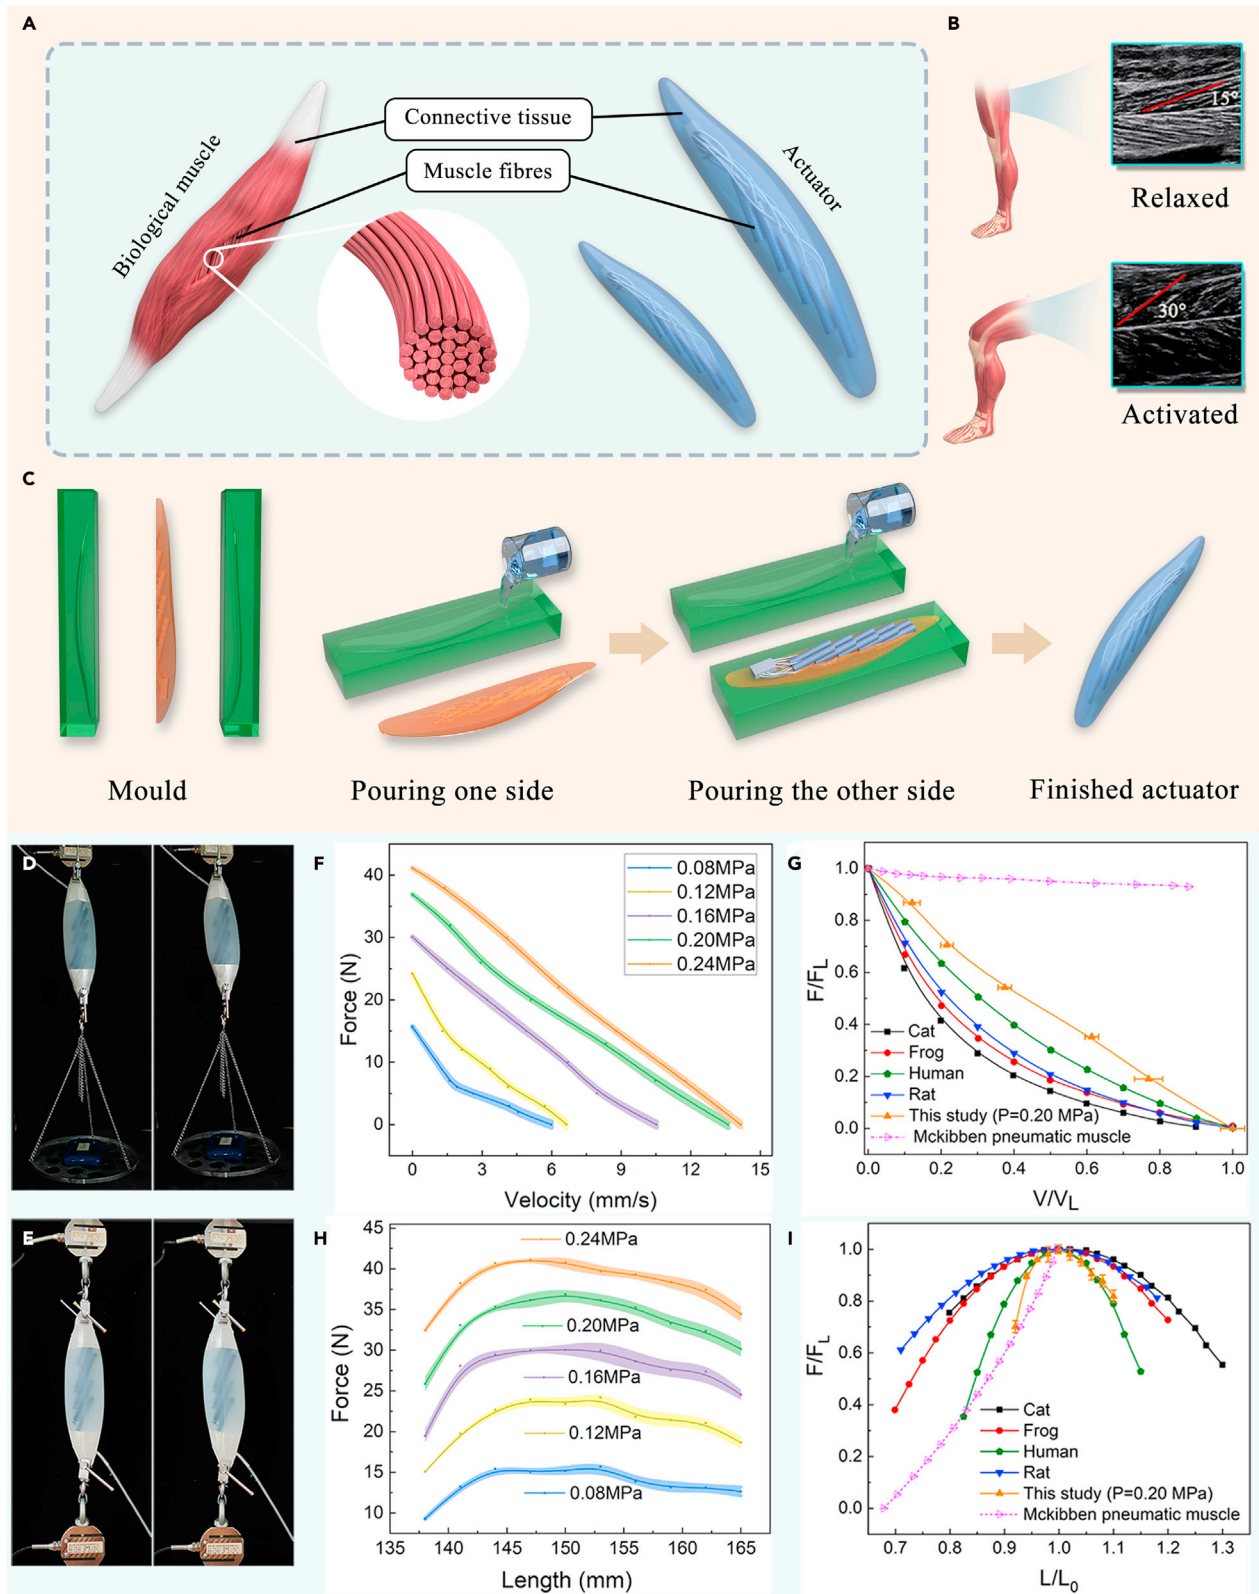 A
Connective tissue
Muscle fibres
Biological muscle
Actuator
B
15°
Relaxed
30°
Activated
C
Mould
Pouring one side
Pouring the other side
Finished actuator
D
E
F
Force (N)
40
30
20
10
0
0 3 6 9 12 15
Velocity (mm/s)
0.08MPa
0.12MPa
0.16MPa
0.20MPa
0.24MPa
G
F/FL
1.0
0.8
0.6
0.4
0.2
0.0
Cat
Frog
Human
Rat
This study (P=0.20 MPa)
Mckibben pneumatic muscle
0.0 0.2 0.4 0.6 0.8 1.0
V/VL
H
Force (N)
45
40
35
30
25
20
15
10
0.24MPa
0.20MPa
0.16MPa
0.12MPa
0.08MPa
135 140 145 150 155 160 165
Length (mm)
I
F/FL
1.0
0.8
0.6
0.4
0.2
0.0
Cat
Frog
Human
Rat
This study (P=0.20 MPa)
Mckibben pneumatic muscle
0.7 0.8 0.9 1.0 1.1 1.2 1.3
L/L0